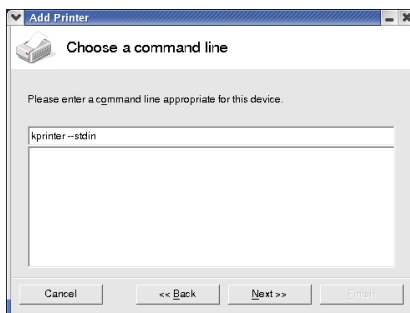 Add Printer
Choose a command line
Please enter a command line appropriate for this device.
kprinter --stdin
Cancel
<< Back
Next >>
Finish